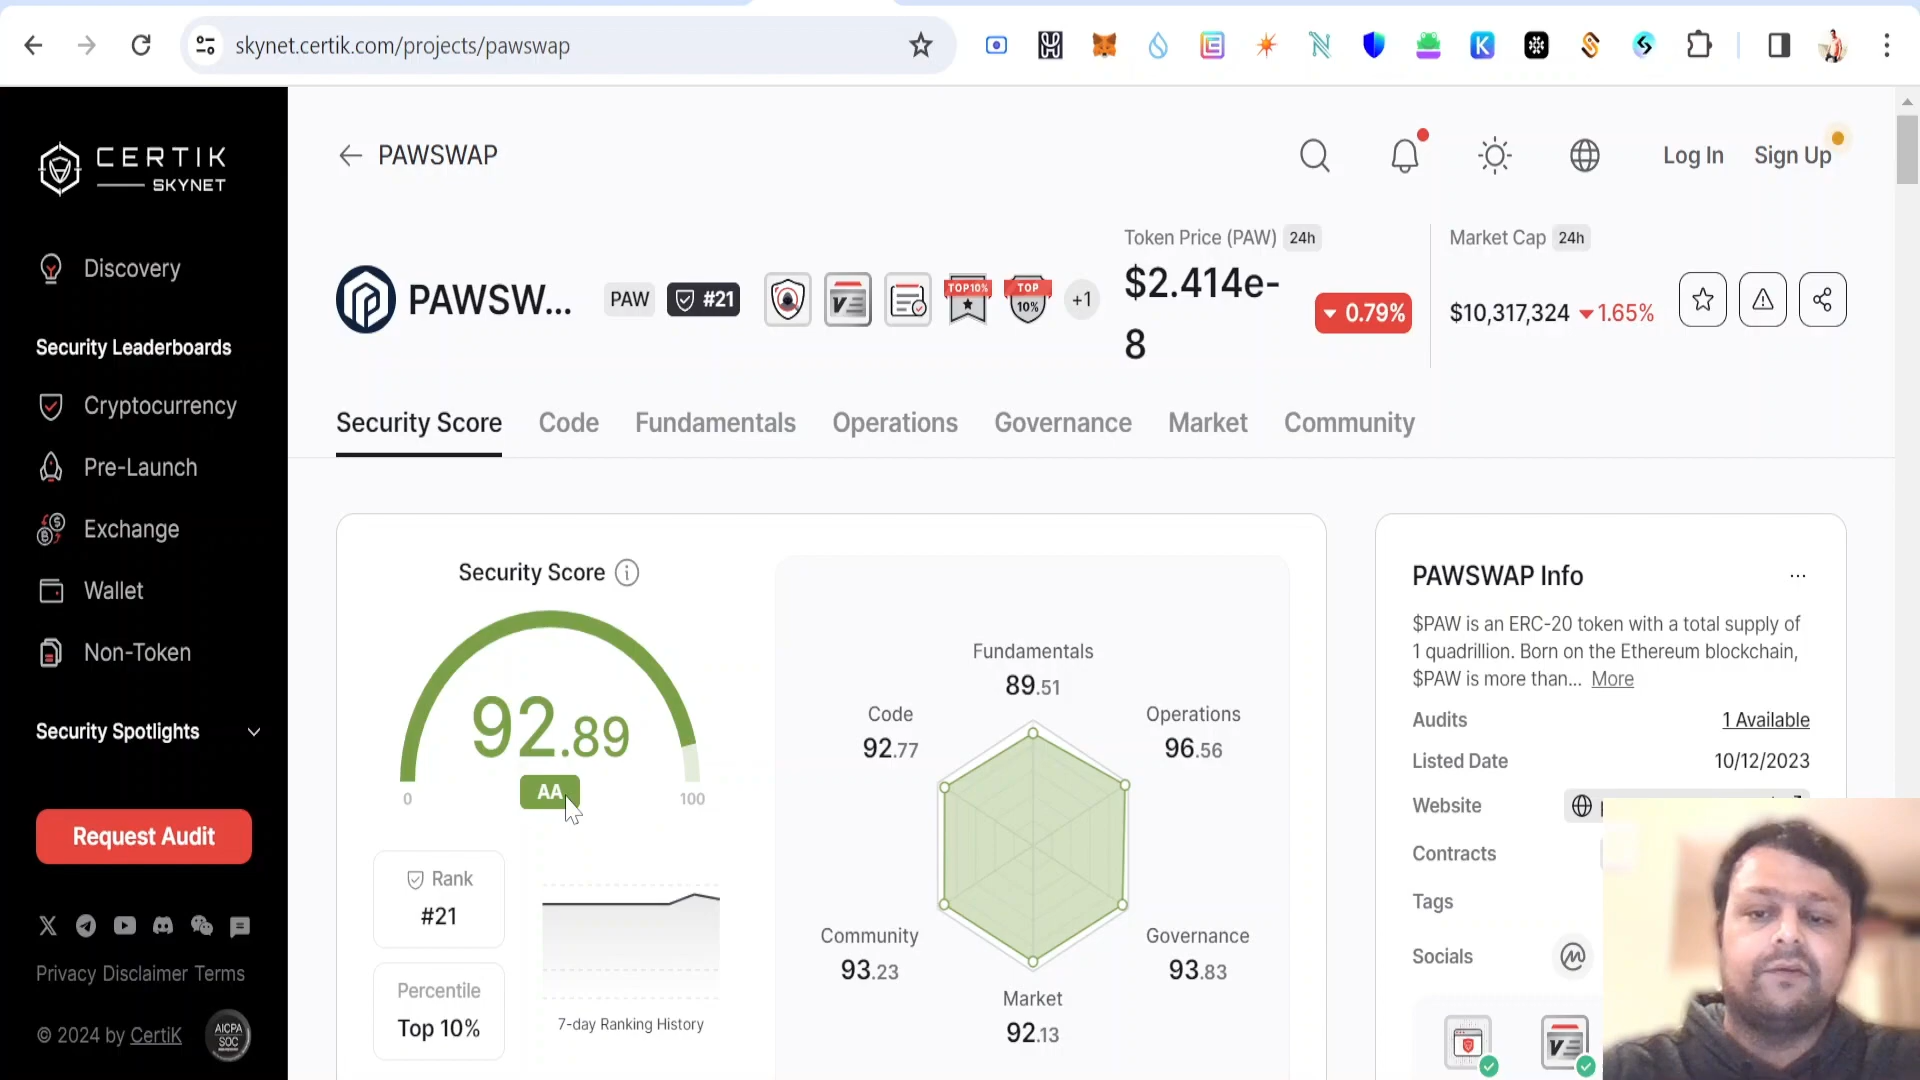 skynet.certik.com/projects/pawswap
CERTIK
SKYNET
Discovery
Security Leaderboards
Cryptocurrency
Pre-Launch
Exchange
Wallet
Non-Token
Security Spotlights
Request Audit
Privacy Disclaimer Terms
© 2024 by CertiK
AICPA
SOC
PAWSWAP
Log In
Sign Up
PAWSW...
PAW
#21
TOP10%
TOP
10%
+1
Token Price (PAW) 24h
$2.414e-
8
0.79%
Market Cap 24h
$10,317,324
1.65%
Security Score
Code
Fundamentals
Operations
Governance
Market
Community
Security Score
92.89
AA
0
100
Rank
#21
Percentile
Top 10%
7-day Ranking History
Fundamentals
89.51
Code
92.77
Operations
96.56
Community
93.23
Governance
93.83
Market
92.13
PAWSWAP Info
...
$PAW is an ERC-20 token with a total supply of
1 quadrillion. Born on the Ethereum blockchain,
$PAW is more than... More
Audits
1 Available
Listed Date
10/12/2023
Website
Contracts
Tags
Socials